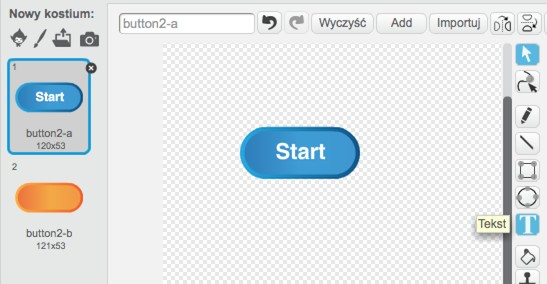 Nowy kostium:
button2-a
Wyczyść
Add
Importuj
1
Start
button2-a
120x53
2
button2-b
121x53
Start
Tekst
T